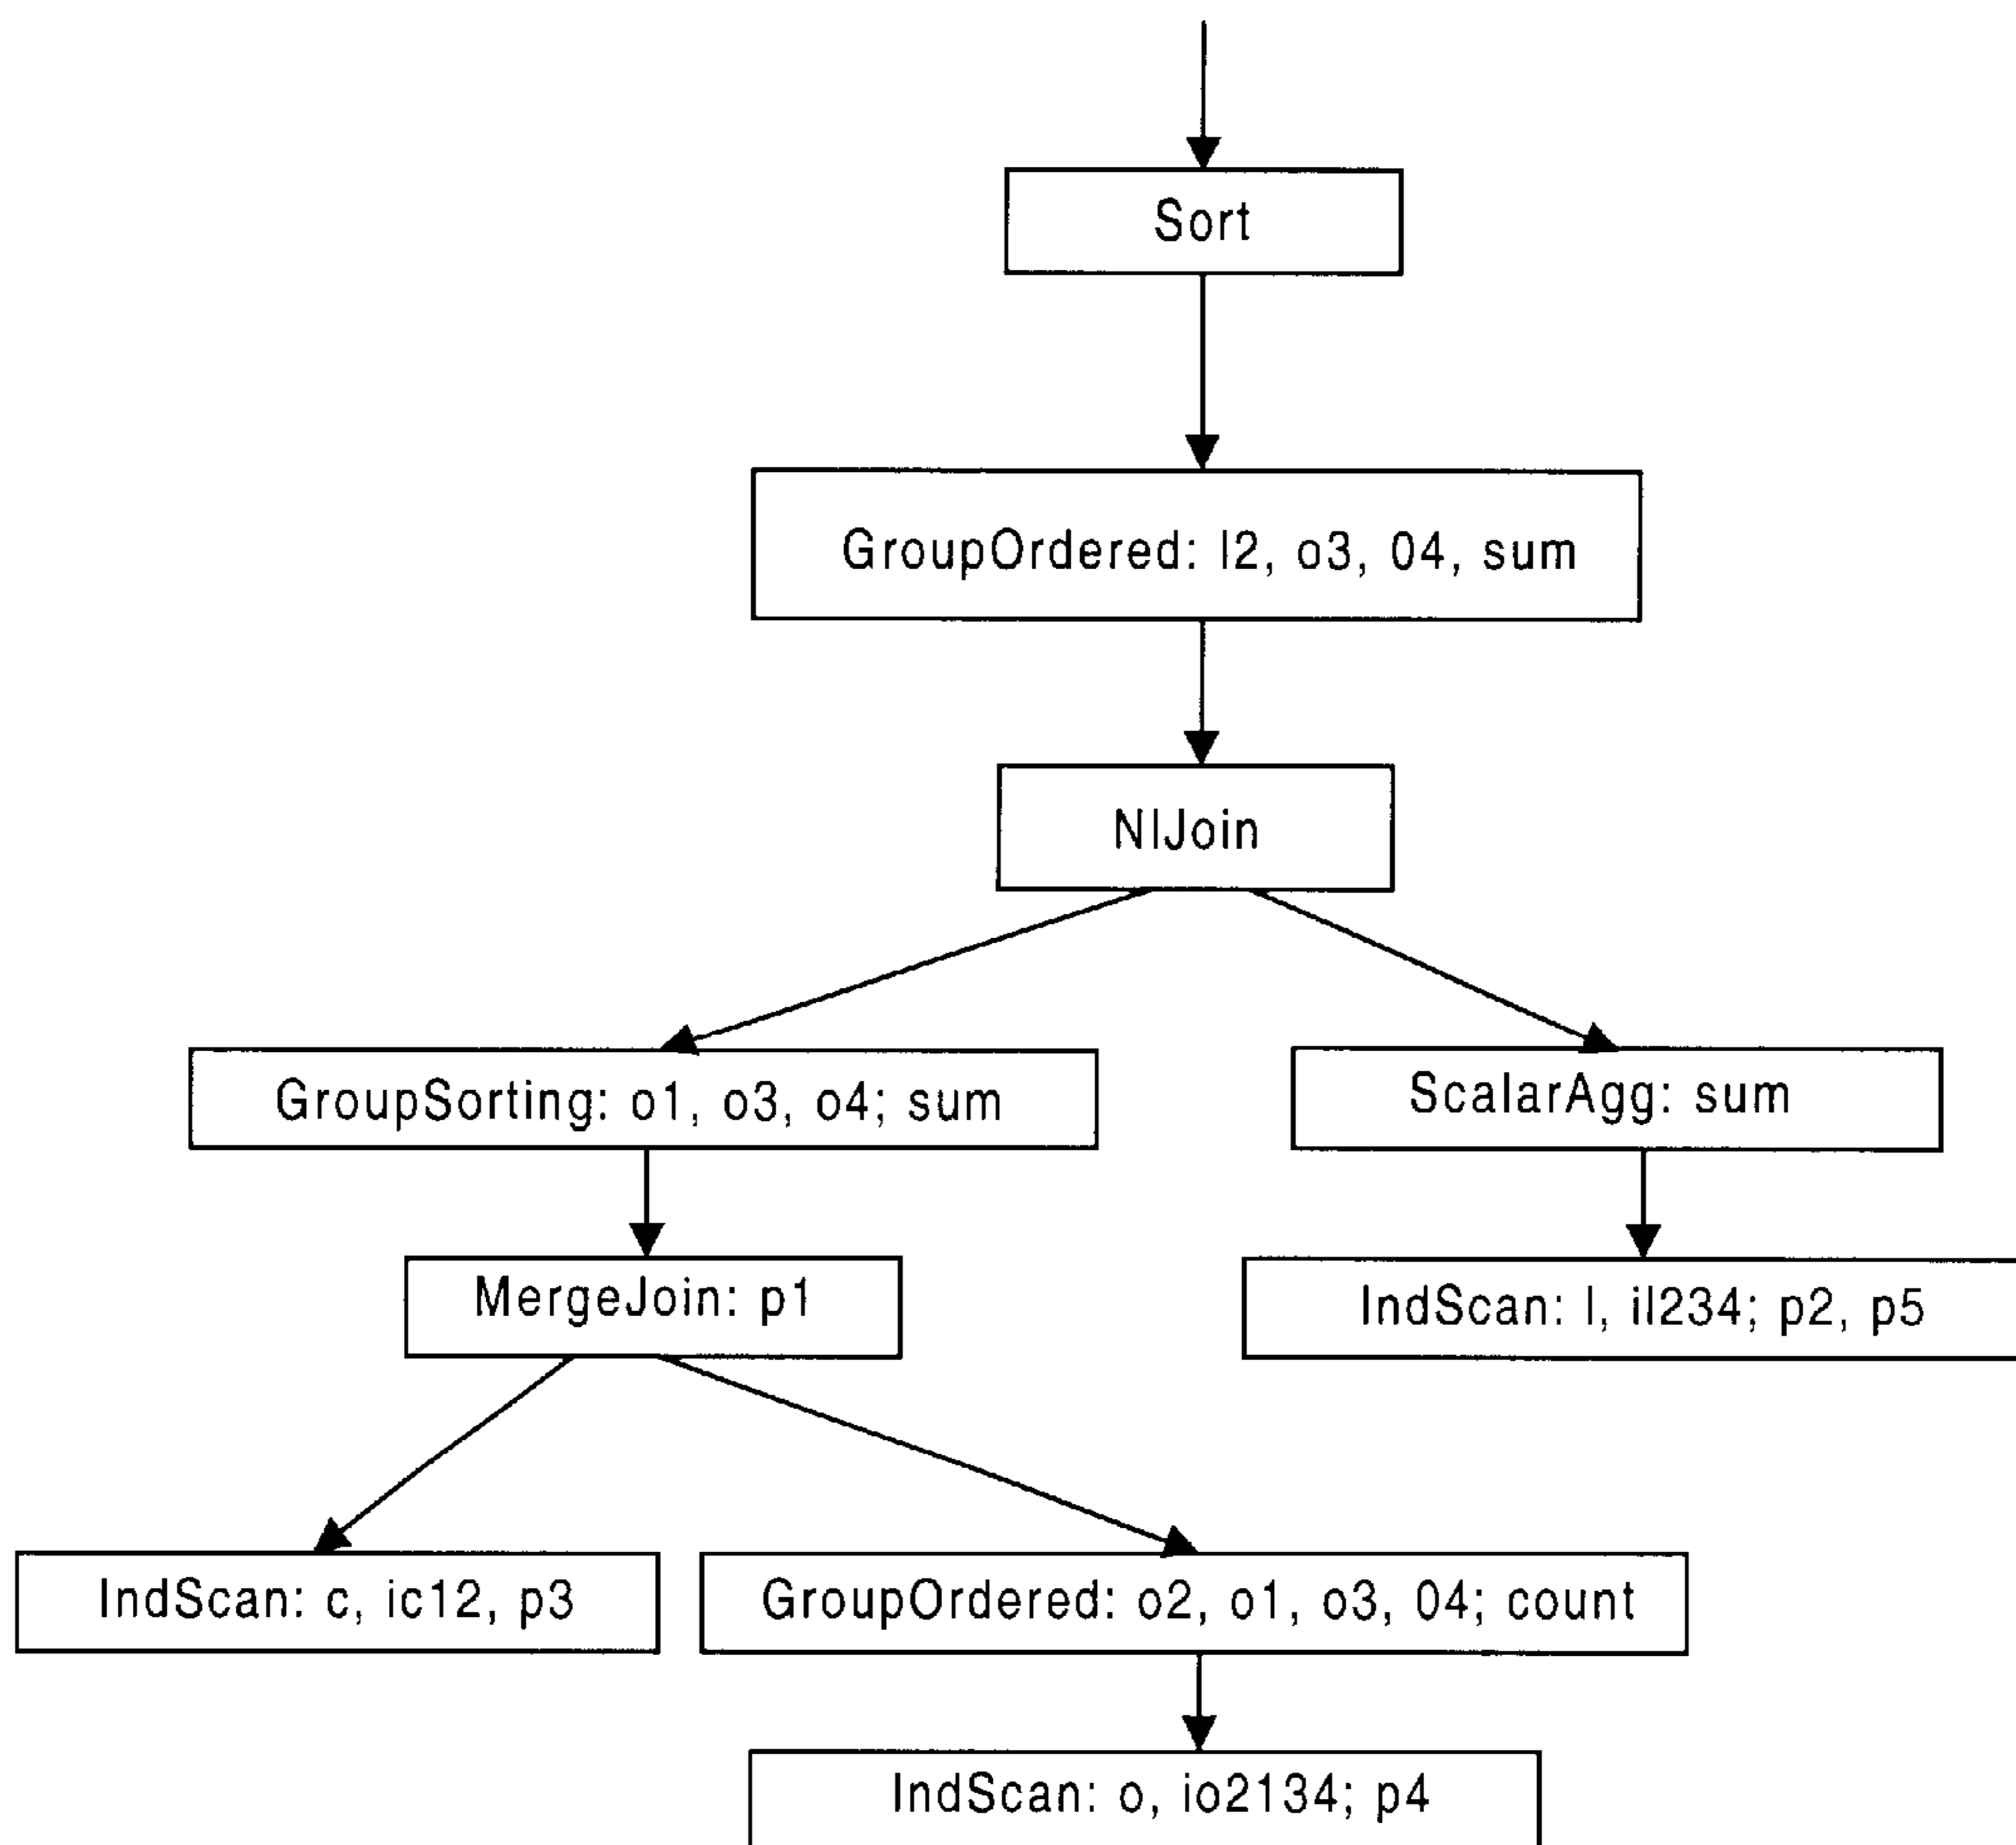 Sort
GroupOrdered: l2, o3, 04, sum
NlJoin
GroupSorting: o1, o3, o4; sum
ScalarAgg: sum
MergeJoin: p1
IndScan: l, il234; p2, p5
IndScan: c, ic12, p3
GroupOrdered: o2, o1, o3, 04; count
IndScan: o, io2134; p4